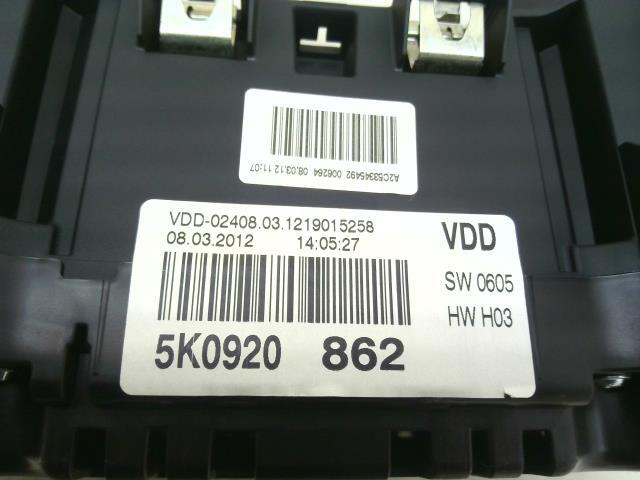 A2C53345492 006264 08.03.12 11:07
VDD-02408.03.1219015258
08.03.2012 14:05:27
VDD
SW 0605
HW H03
5K0920 862